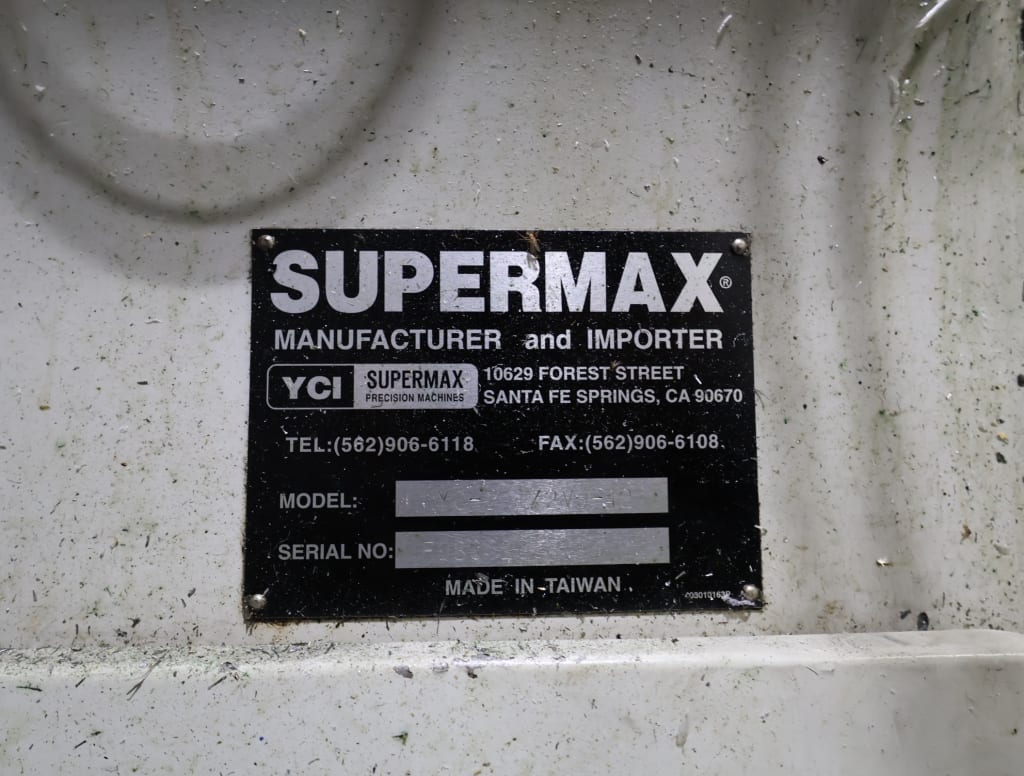 SUPERMAX®
MANUFACTURER and IMPORTER
YCI SUPERMAX PRECISION MACHINES
10629 FOREST STREET
SANTA FE SPRINGS, CA 90670
TEL:(562)906-6118 FAX:(562)906-6108
MODEL:
SERIAL NO:
MADE IN TAIWAN